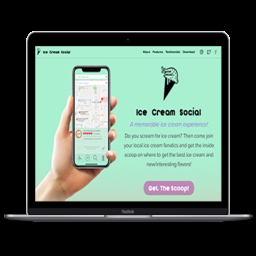 Ice Cream Social
About Features Testimonials Download
Ice Cream Social
A memorable ice cream experience!
Do you scream for ice cream? Then come join
your local ice cream fanatics and get the inside
scoop on where to get the best ice cream and
new/interesting flavors!
Get The Scoop!
MacBook